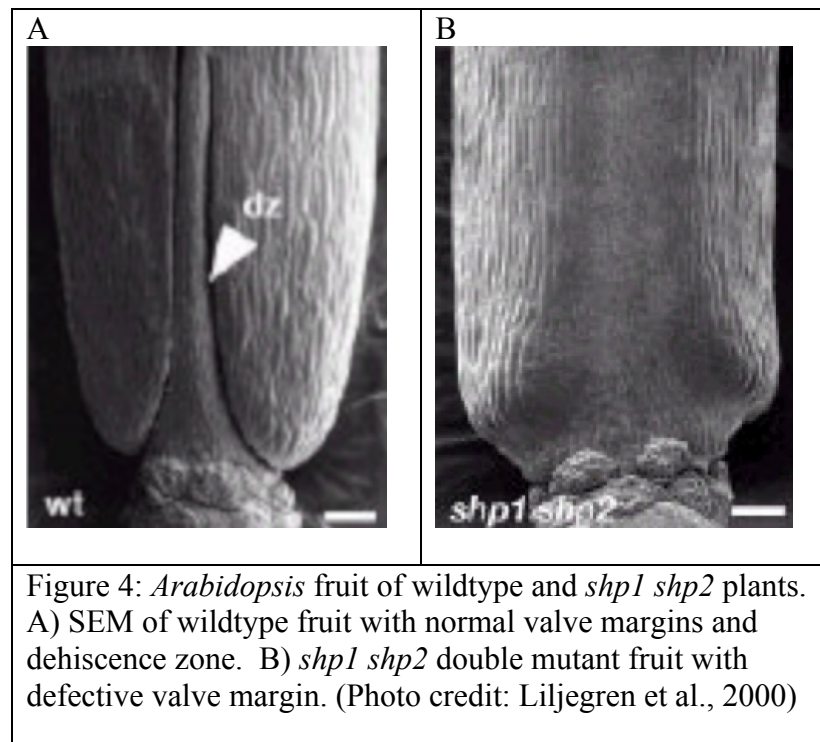 A
B
dz
wt
shp1 shp2
Figure 4: Arabidopsis fruit of wildtype and shp1 shp2 plants.
A) SEM of wildtype fruit with normal valve margins and
dehiscence zone.  B) shp1 shp2 double mutant fruit with
defective valve margin. (Photo credit: Liljegren et al., 2000)